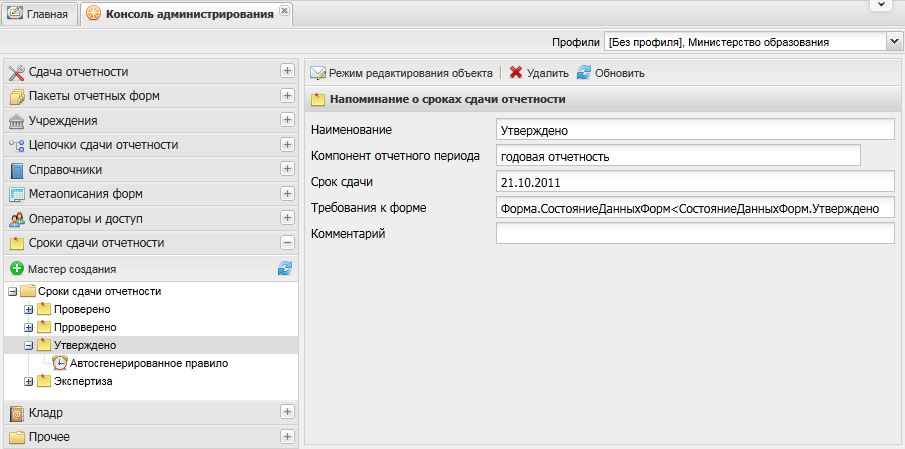 Главная
Консоль администрирования
Профили
[Без профиля], Министерство образования
Сдача отчетности
Пакеты отчетных форм
Учреждения
Цепочки сдачи отчетности
Справочники
Метаописания форм
Операторы и доступ
Сроки сдачи отчетности
Мастер создания
Сроки сдачи отчетности
Проверено
Прроверено
Утверждено
Автосгенерированное правило
Экспертиза
Кладр
Прочее
Режим редактирования объекта
Удалить
Обновить
Напоминание о сроках сдачи отчетности
Наименование
Утверждено
Компонент отчетного периода
годовая отчетность
Срок сдачи
21.10.2011
Требования к форме
Форма.СостояниеДанныхФорм<СостояниеДанныхФорм.Утверждено
Комментарий